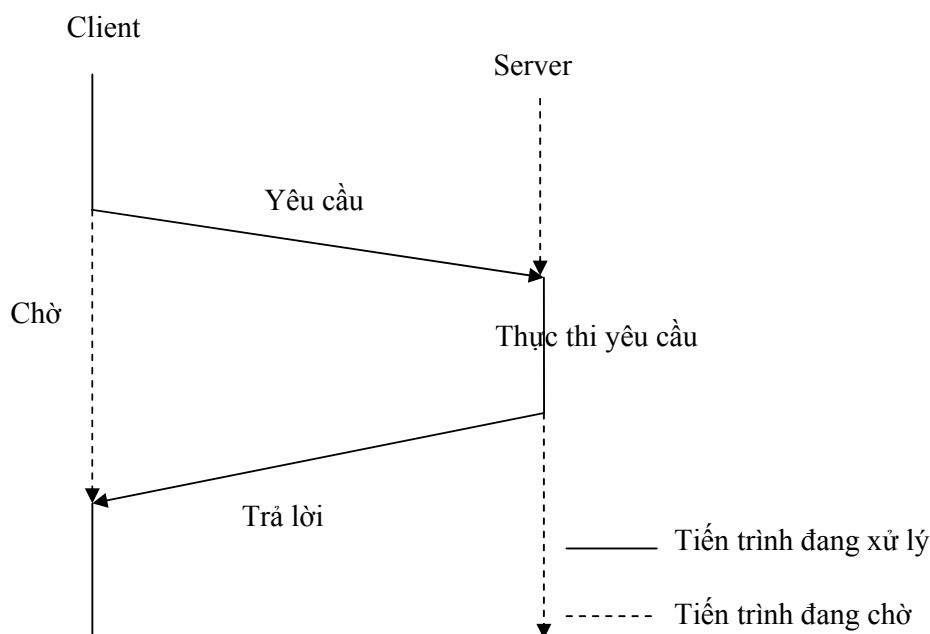 Client
Server
Yêu cầu
Chờ
Thực thi yêu cầu
Trả lời
Tiến trình đang xử lý
Tiến trình đang chờ